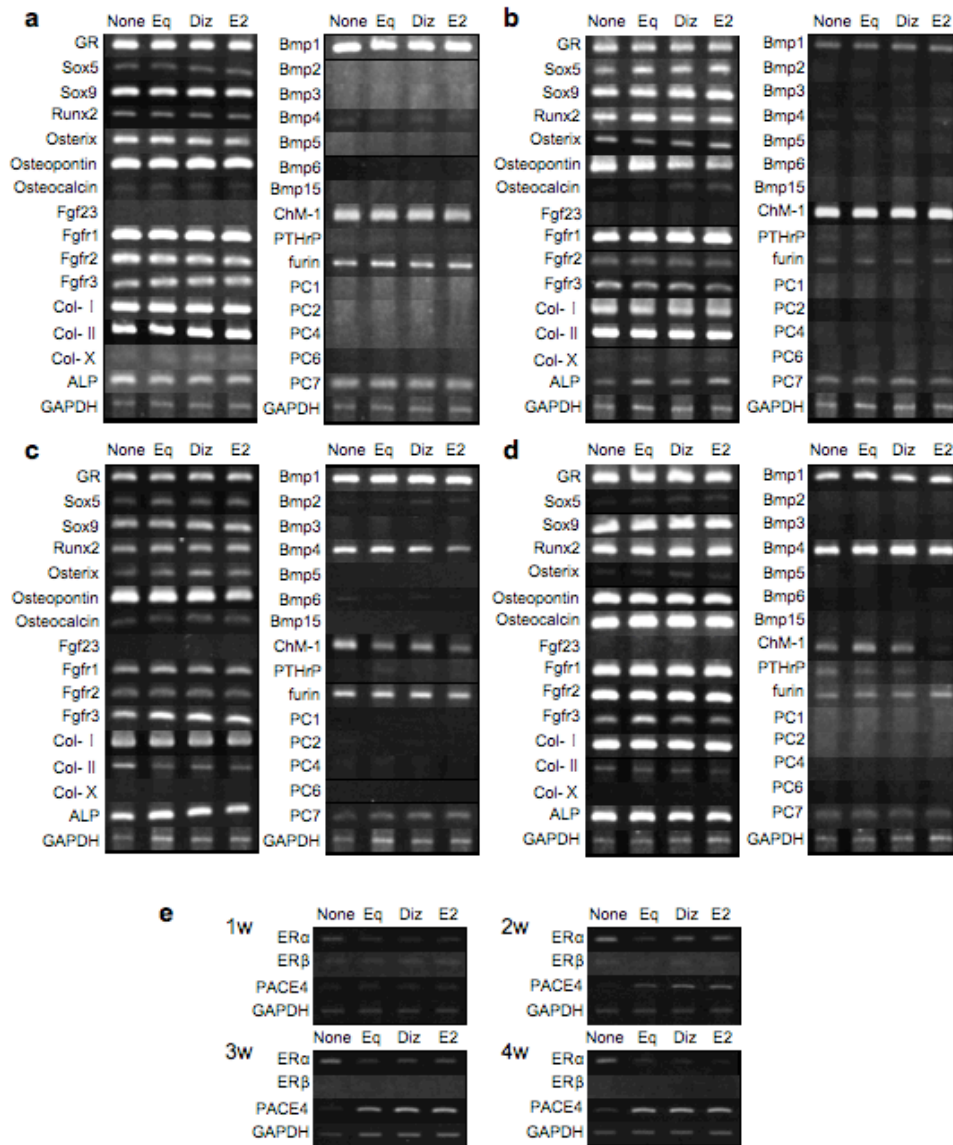 a
None Eq Diz E2
GR
Sox5
Sox9
Runx2
Osterix
Osteopontin
Osteocalcin
Fgf23
Fgfr1
Fgfr2
Fgfr3
Col- I
Col- II
Col- X
ALP
GAPDH
None Eq Diz E2
Bmp1
Bmp2
Bmp3
Bmp4
Bmp5
Bmp6
Bmp15
ChM-1
PTHrP
furin
PC1
PC2
PC4
PC6
PC7
GAPDH
b
None Eq Diz E2
GR
Sox5
Sox9
Runx2
Osterix
Osteopontin
Osteocalcin
Fgf23
Fgfr1
Fgfr2
Fgfr3
Col- I
Col- II
Col- X
ALP
GAPDH
None Eq Diz E2
Bmp1
Bmp2
Bmp3
Bmp4
Bmp5
Bmp6
Bmp15
ChM-1
PTHrP
furin
PC1
PC2
PC4
PC6
PC7
GAPDH
c
None Eq Diz E2
GR
Sox5
Sox9
Runx2
Osterix
Osteopontin
Osteocalcin
Fgf23
Fgfr1
Fgfr2
Fgfr3
Col- I
Col- II
Col- X
ALP
GAPDH
None Eq Diz E2
Bmp1
Bmp2
Bmp3
Bmp4
Bmp5
Bmp6
Bmp15
ChM-1
PTHrP
furin
PC1
PC2
PC4
PC6
PC7
GAPDH
d
None Eq Diz E2
GR
Sox5
Sox9
Runx2
Osterix
Osteopontin
Osteocalcin
Fgf23
Fgfr1
Fgfr2
Fgfr3
Col- I
Col- II
Col- X
ALP
GAPDH
None Eq Diz E2
Bmp1
Bmp2
Bmp3
Bmp4
Bmp5
Bmp6
Bmp15
ChM-1
PTHrP
furin
PC1
PC2
PC4
PC6
PC7
GAPDH
e
1w
None Eq Diz E2
ERα
ERβ
PACE4
GAPDH
2w
None Eq Diz E2
ERα
ERβ
PACE4
GAPDH
3w
None Eq Diz E2
ERα
ERβ
PACE4
GAPDH
4w
None Eq Diz E2
ERα
ERβ
PACE4
GAPDH